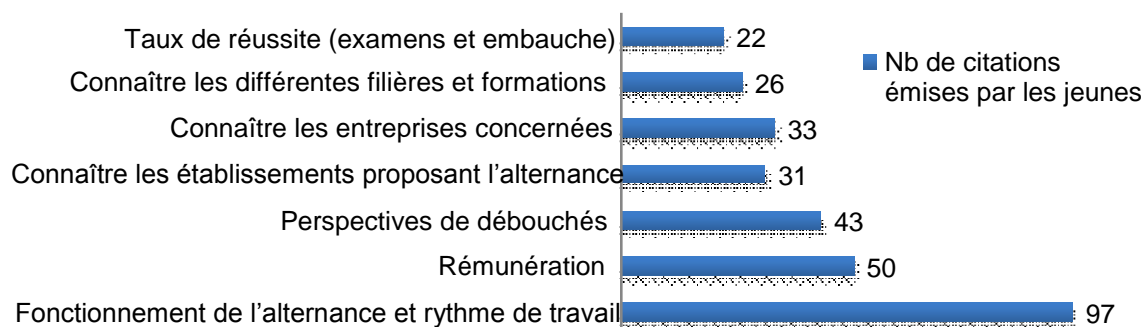 Taux de réussite (examens et embauche) 22
Connaître les différentes filières et formations 26
Connaître les entreprises concernées 33
Connaître les établissements proposant l’alternance 31
Perspectives de débouchés 43
Rémunération 50
Fonctionnement de l’alternance et rythme de travail 97
Nb de citations
émises par les jeunes